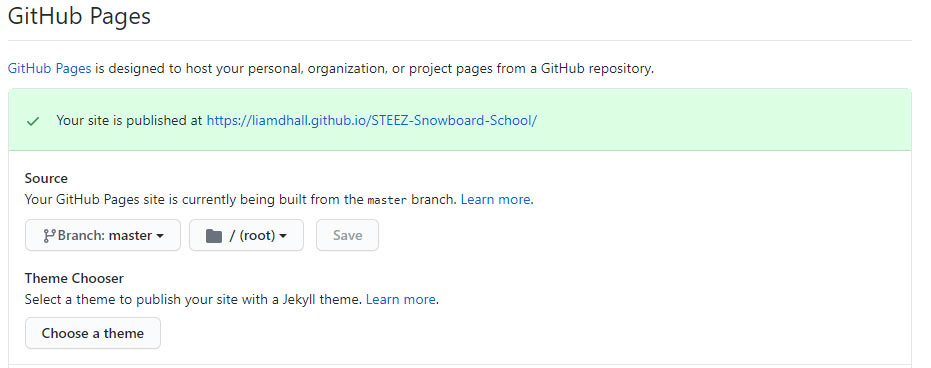 GitHub Pages
GitHub Pages is designed to host your personal, organization, or project pages from a GitHub repository.
Your site is published at https://liamdhall.github.io/STEEZ-Snowboard-School/
Source
Your GitHub Pages site is currently being built from the master branch. Learn more.
Branch: master / (root) Save
Theme Chooser
Select a theme to publish your site with a Jekyll theme. Learn more.
Choose a theme